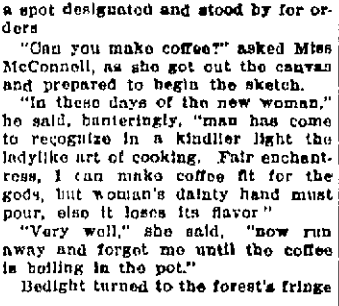 a spot designated and stood by for or-
ders
"Can you make coffee?" asked Miss
McConnell, as she got out the canvas
and prepared to begin the sketch.
"In these days of the new woman,"
he said, banteringly, "man has come
to recognize in a kindlier light the
ladylike art of cooking. Fair enchant-
ress, I can make coffee fit for the
gods, but woman's dainty hand must
pour, else it loses its flavor"
"Very well," she said, "now run
away and forget me until the coffee
is boiling in the pot."
Bedight turned to the forest's fringe